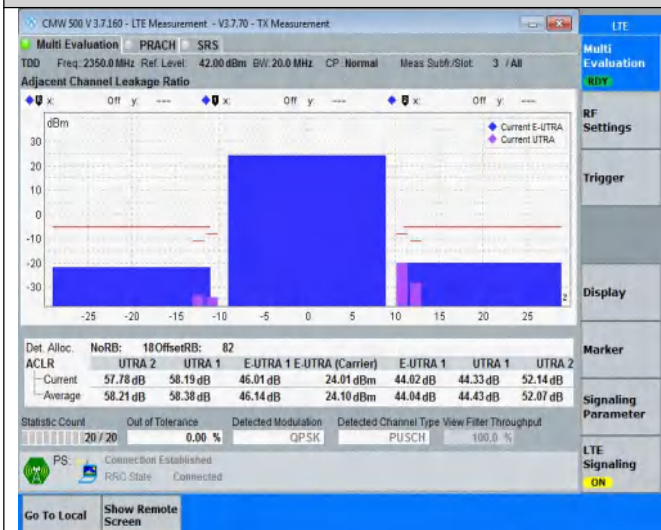 CMW 500 V 3.7.160 - LTE Measurement - V3.7.70 - TX Measurement
LTE
Multi Evaluation PRACH SRS
Multi Evaluation
RDY
TDD Freq: 2350.0 MHz Ref. Level: 42.00 dBm BW: 20.0 MHz CP: Normal Meas Subfr./Slot: 3 / All
Adjacent Channel Leakage Ratio
x: Off y: --- x: Off y: --- x: Off y: ---
dBm
Current E-UTRA
Current UTRA
30
20
10
0
-10
-20
-30
-25 -20 -15 -10 -5 0 5 10 15 20 25
2
RF Settings
Trigger
Display
Marker
Signaling Parameter
LTE Signaling
ON
Det. Alloc. NoRB: 18 OffsetRB: 82
ACLR UTRA 2 UTRA 1 E-UTRA 1 E-UTRA (Carrier) E-UTRA 1 UTRA 1 UTRA 2
Current 57.78 dB 58.19 dB 46.01 dB 24.01 dBm 44.02 dB 44.33 dB 52.14 dB
Average 58.21 dB 58.38 dB 46.14 dB 24.10 dBm 44.04 dB 44.43 dB 52.07 dB
Statistic Count Out of Tolerance Detected Modulation Detected Channel Type View Filter Throughput
20 / 20 0.00 % QPSK PUSCH 100.0 %
PS: Connection Established
RRC State Connected
Go To Local
Show Remote Screen